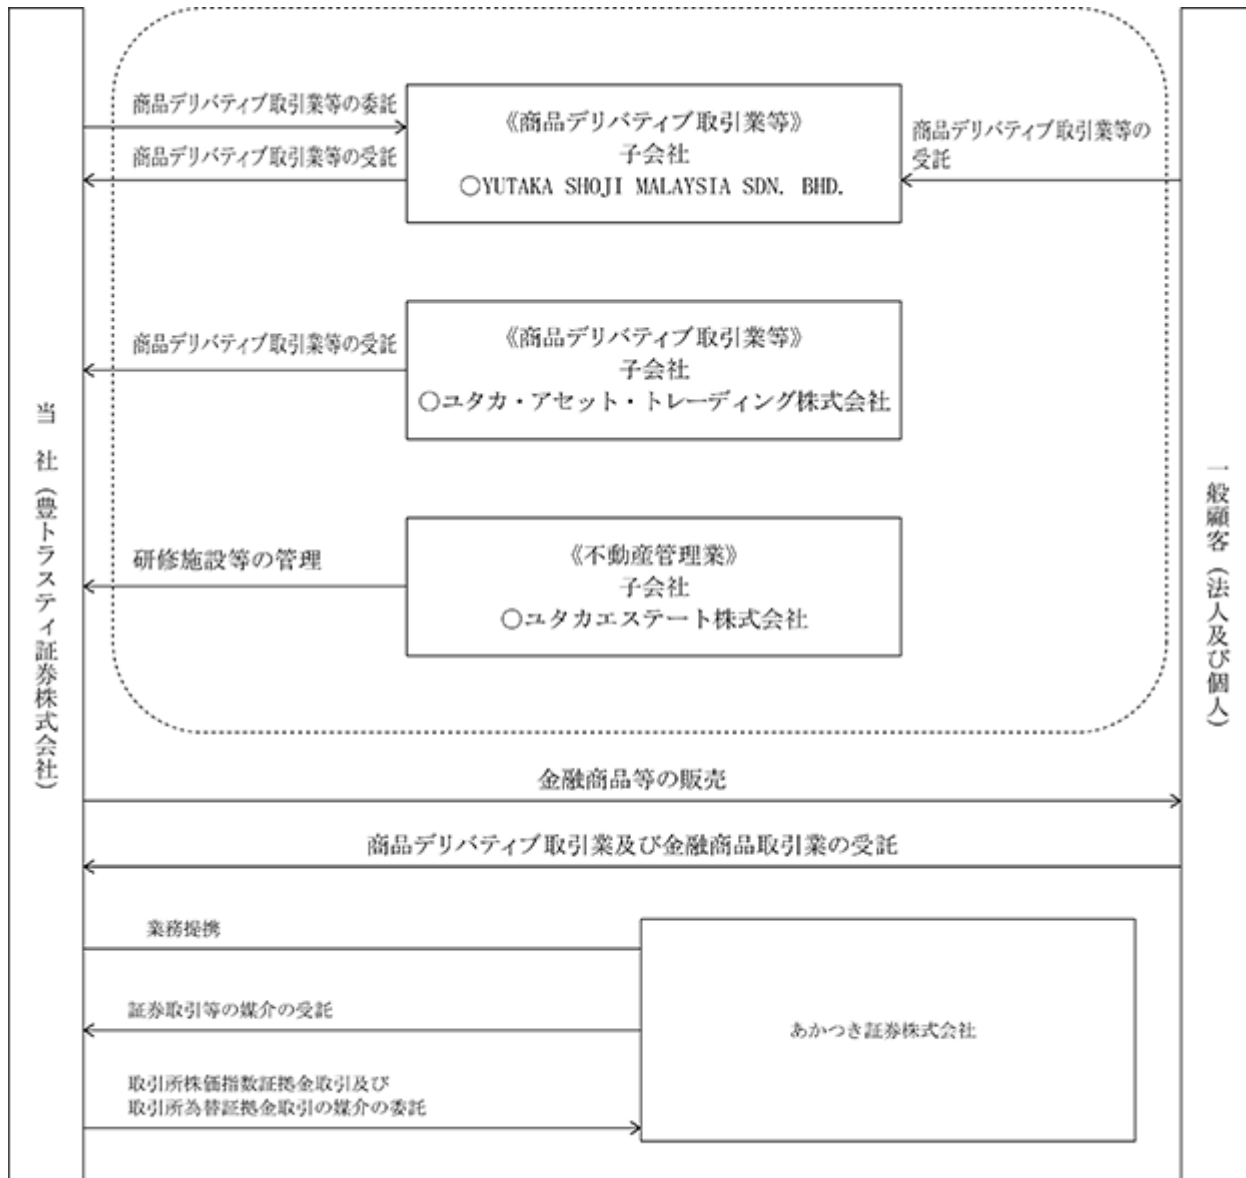 商品デリバティブ取引業等の委託
商品デリバティブ取引業等の受託
《商品デリバティブ取引業等》
子会社
○YUTAKA SHOJI MALAYSIA SDN. BHD.
商品デリバティブ取引業等の
受託
商品デリバティブ取引業等の受託
《商品デリバティブ取引業等》
子会社
○ユタカ・アセット・トレーディング株式会社
当　社（豊トラスティ証券株式会社）
一般顧客（法人及び個人）
研修施設等の管理
《不動産管理業》
子会社
○ユタカエステート株式会社
金融商品等の販売
商品デリバティブ取引業及び金融商品取引業の受託
業務提携
証券取引等の媒介の受託
あかつき証券株式会社
取引所株価指数証拠金取引及び
取引所為替証拠金取引の媒介の委託